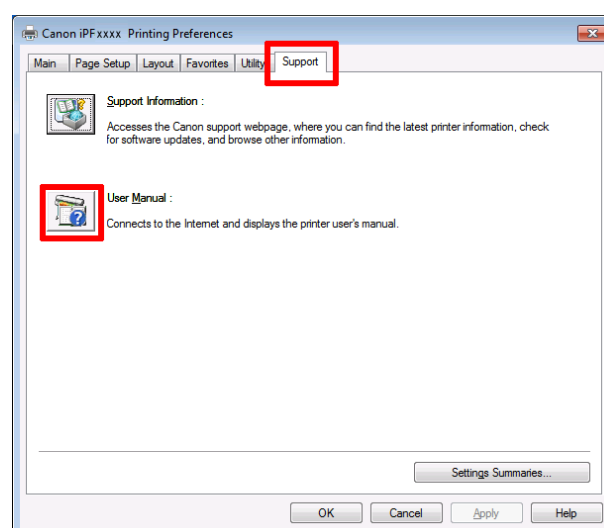 Canon iPFxxxx Printing Preferences
Main Page Setup Layout Favorites Utility Support
Support Information :
Accesses the Canon support webpage, where you can find the latest printer information, check
for software updates, and browse other information.
User Manual :
Connects to the Internet and displays the printer user's manual.
Settings Summaries...
OK Cancel Apply Help